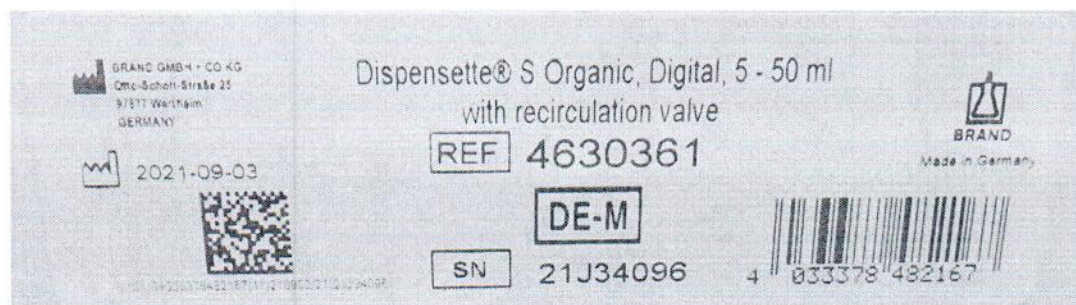 BRAND GMBH + CO KG
Otto-Schott-Straße 25
97877 Wertheim
GERMANY
2021-09-03
Dispensette® S Organic, Digital, 5 - 50 ml
with recirculation valve
REF 4630361
DE-M
SN 21J34096
BRAND
Made in Germany
4 033378 482167